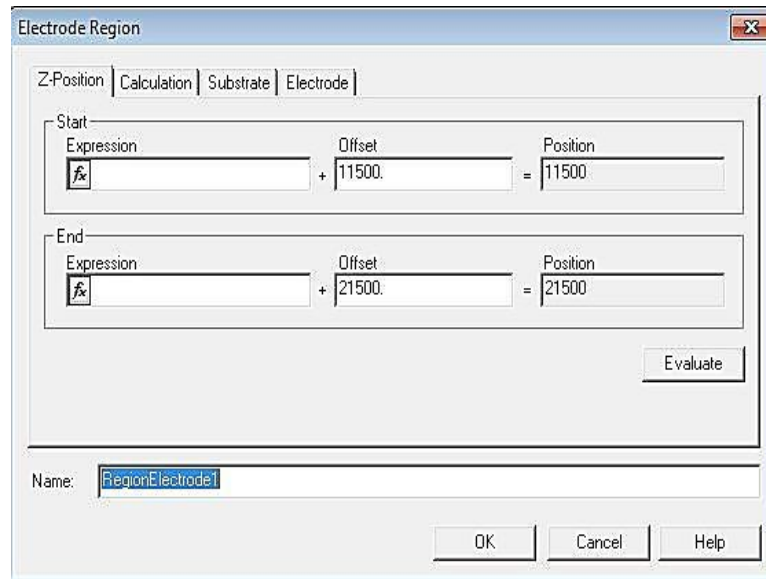 Electrode Region
Z-Position Calculation Substrate Electrode
Start
Expression Offset Position
fx + 11500. = 11500
End
Expression Offset Position
fx + 21500. = 21500
Evaluate
Name: RegionElectrode1
OK Cancel Help